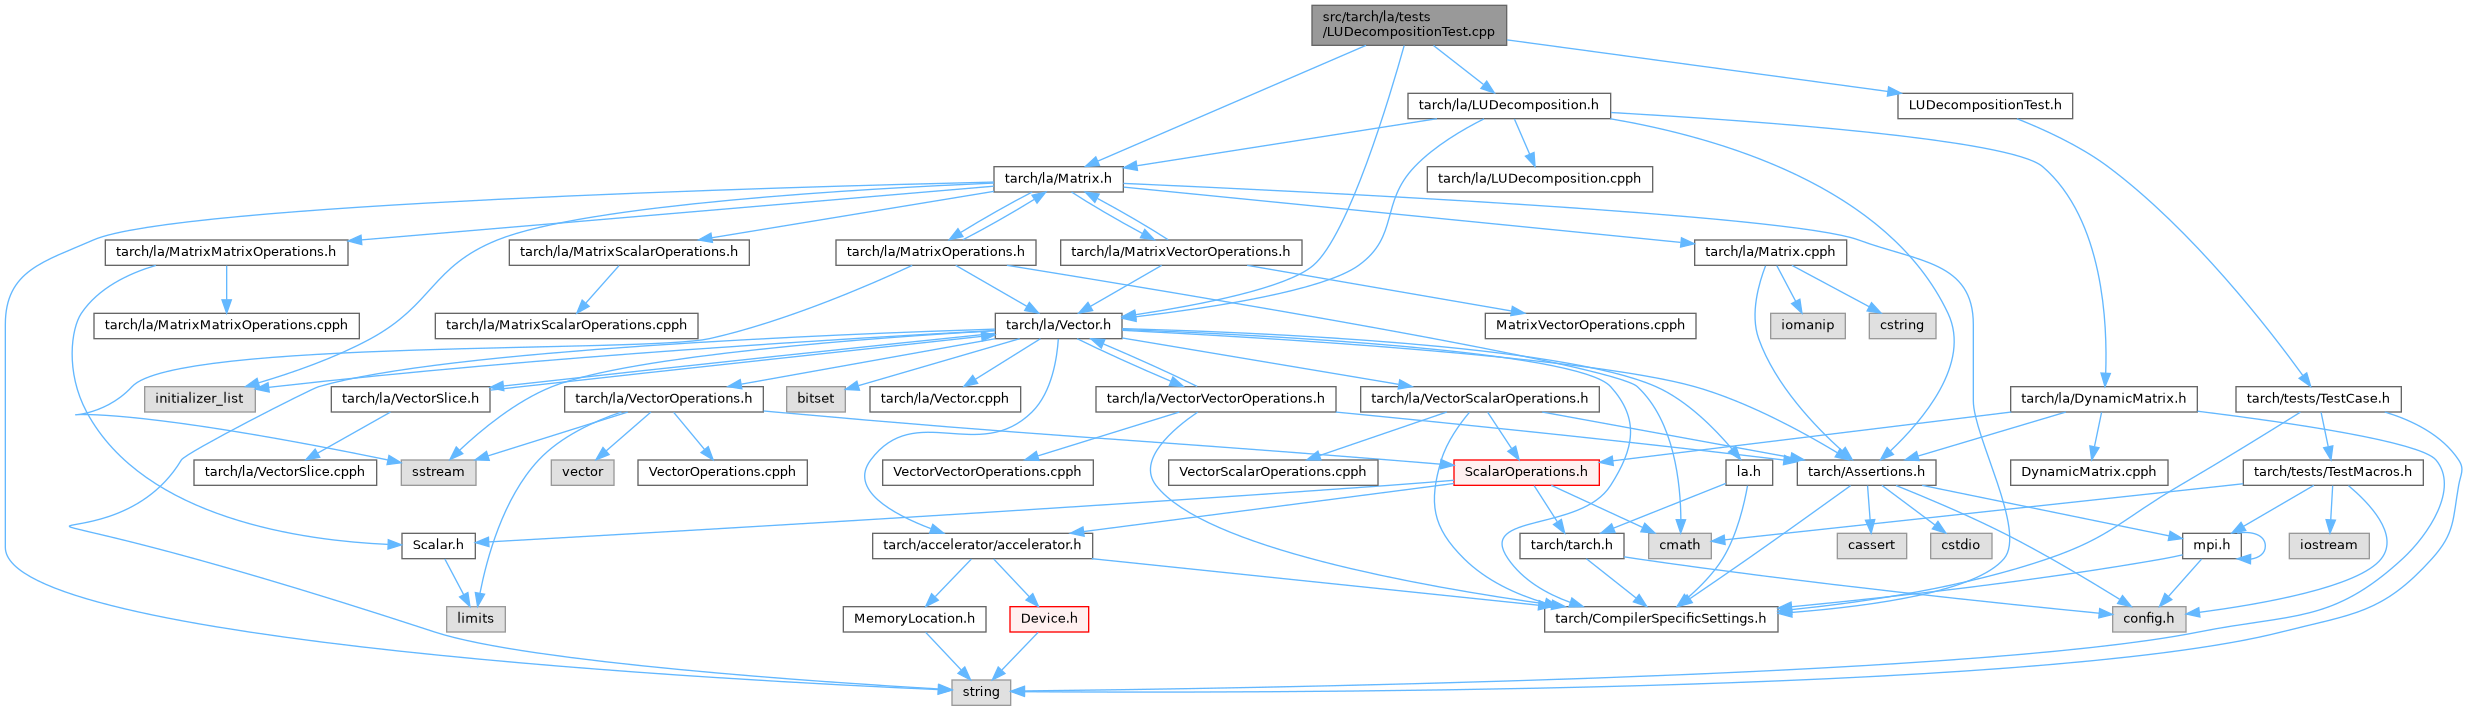 src/tarch/la/tests
/LUDecompositionTest.cpp
tarch/la/LUDecomposition.h
LUDecompositionTest.h
tarch/la/Matrix.h
tarch/la/LUDecomposition.cpph
tarch/la/MatrixMatrixOperations.h
tarch/la/MatrixScalarOperations.h
tarch/la/MatrixOperations.h
tarch/la/MatrixVectorOperations.h
tarch/la/Matrix.cpph
tarch/la/MatrixMatrixOperations.cpph
tarch/la/MatrixScalarOperations.cpph
tarch/la/Vector.h
MatrixVectorOperations.cpph
iomanip
cstring
initializer_list
tarch/la/VectorSlice.h
tarch/la/VectorOperations.h
bitset
tarch/la/Vector.cpph
tarch/la/VectorVectorOperations.h
tarch/la/VectorScalarOperations.h
tarch/la/DynamicMatrix.h
tarch/tests/TestCase.h
tarch/la/VectorSlice.cpph
sstream
vector
VectorOperations.cpph
VectorVectorOperations.cpph
VectorScalarOperations.cpph
ScalarOperations.h
la.h
tarch/Assertions.h
DynamicMatrix.cpph
tarch/tests/TestMacros.h
Scalar.h
tarch/accelerator/accelerator.h
tarch/tarch.h
cmath
cassert
cstdio
mpi.h
iostream
limits
MemoryLocation.h
Device.h
tarch/CompilerSpecificSettings.h
config.h
string